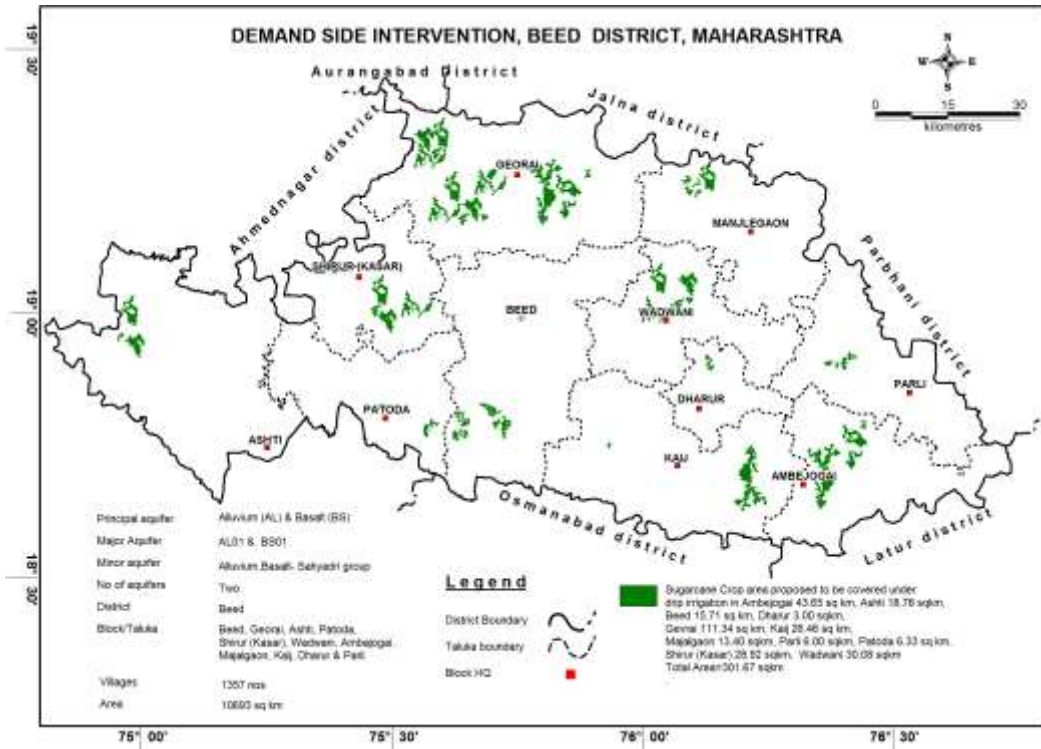 DEMAND SIDE INTERVENTION, BEED DISTRICT, MAHARASHTRA
19° 30'
N
W E
S
0 15 30
kilometres
Aurangabad District
Jalna district
Ahmednagar district
GEORAI
MANJLEGAON
Parbhani district
SHIRUR (KASAR)
19° 00'
BEED
WADWANI
PARLI
DHARUR
PATODA
ASHTI
KAIJ
AMBEJOGAI
Osmanabad district
Latur district
18° 30'
Principal aquifer Alluvium (AL) & Basalt (BS)
Major Aquifer AL01 & BS01
Minor aquifer Alluvium,Basalt- Sahyadri group
No of aquifers Two
District Beed
Block/Taluka Beed, Georai, Ashti, Patoda,
Shirur (Kasar), Wadwani, Ambejogai
Majalgaon, Kaij, Dharur & Parli
Villages 1357 nos
Area 10693 sq km
Legend
District Boundary
Taluka boundary
Block HQ
Sugarcane Crop area proposed to be covered under
drip irrigation in Ambejogai 43.65 sq km, Ashti 18.76 sqkm,
Beed 15.71 sq km, Dharur 3.00 sqkm,
Gevrai 111.34 sq km, Kaij 28.46 sq km,
Majalgaon 13.40 sqkm, Parli 6.00 sqkm, Patoda 6.33 sqkm,
Shirur (Kasar) 28.92 sqkm, Wadwani 30.08 sqkm
Total Area=301.67 sqkm
75° 00' 75° 30' 76° 00' 76° 30'